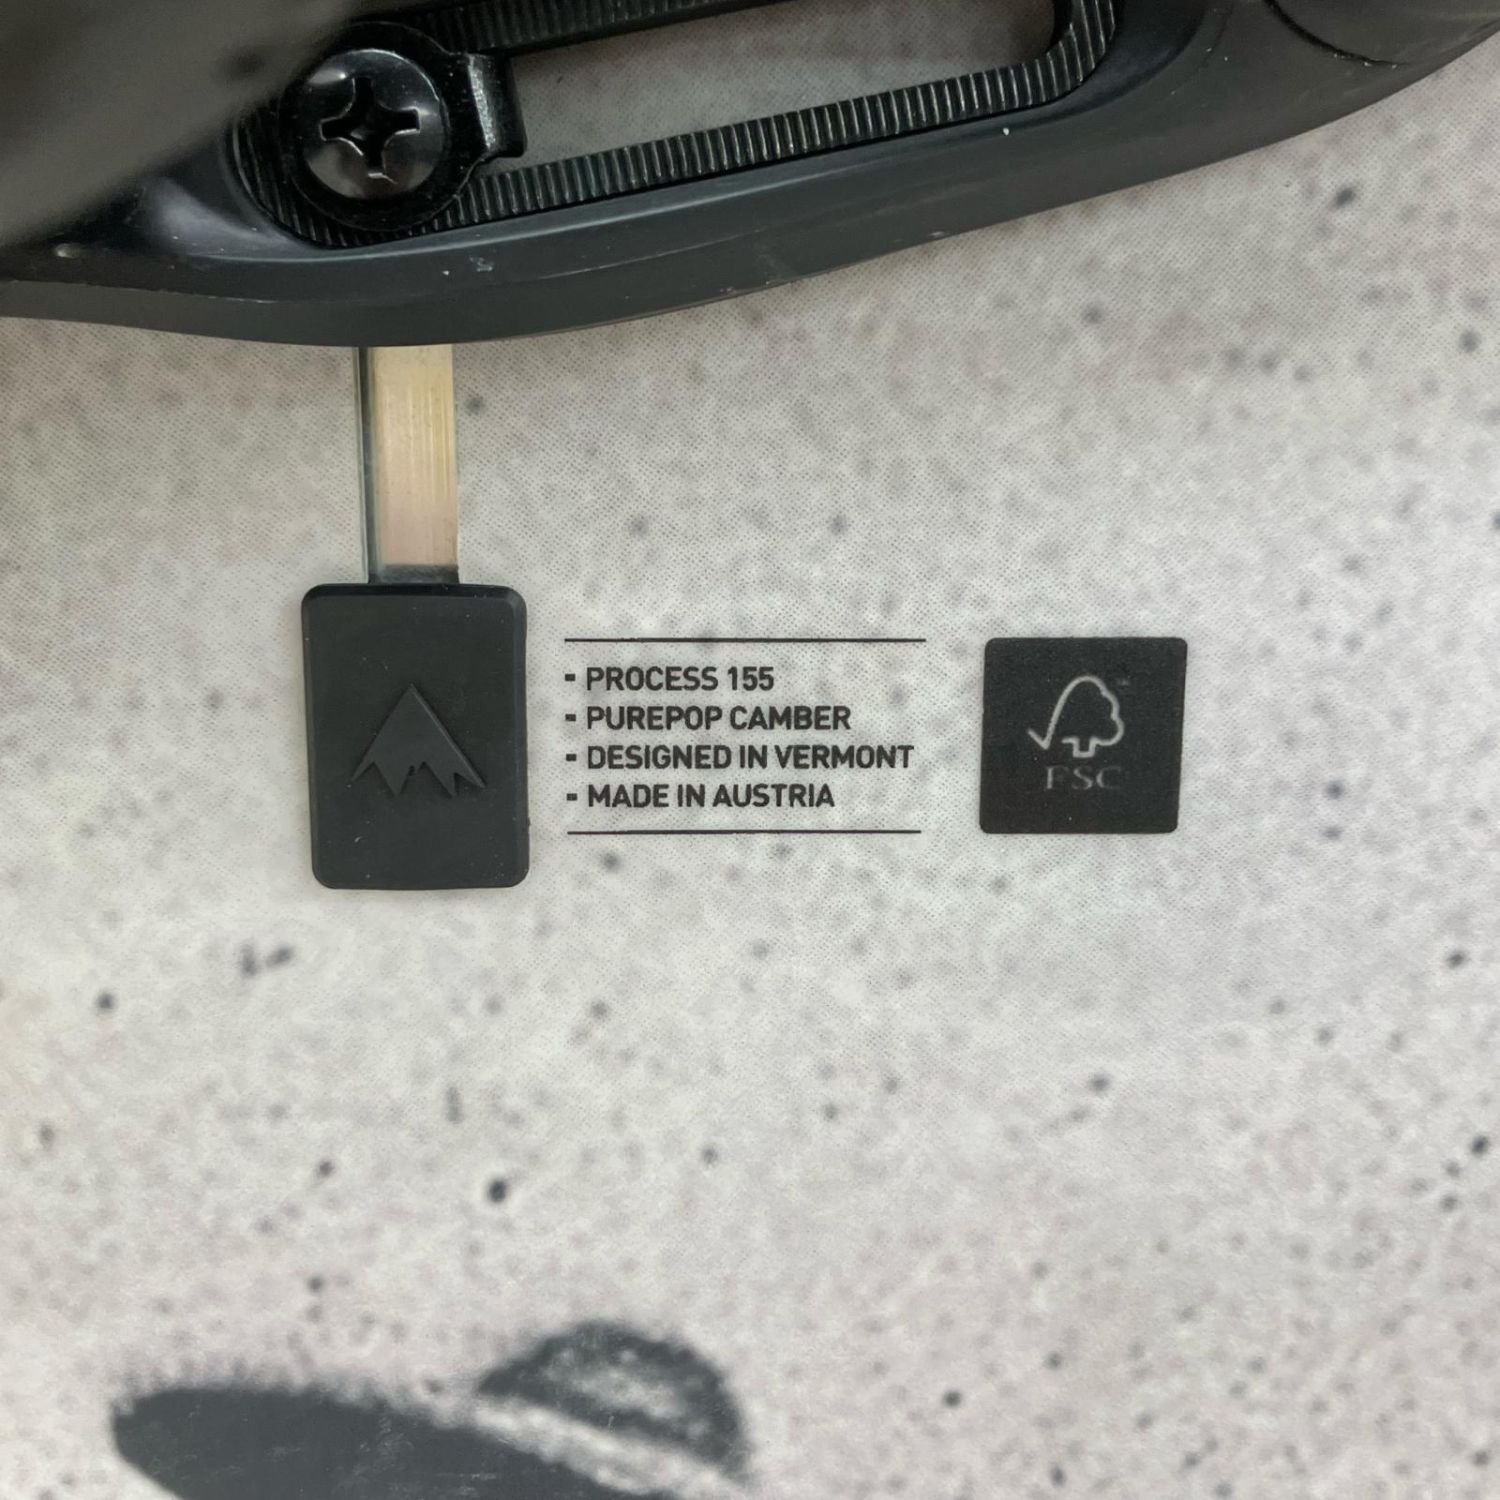 - PROCESS 155
- PUREPOP CAMBER
- DESIGNED IN VERMONT
- MADE IN AUSTRIA
FSC